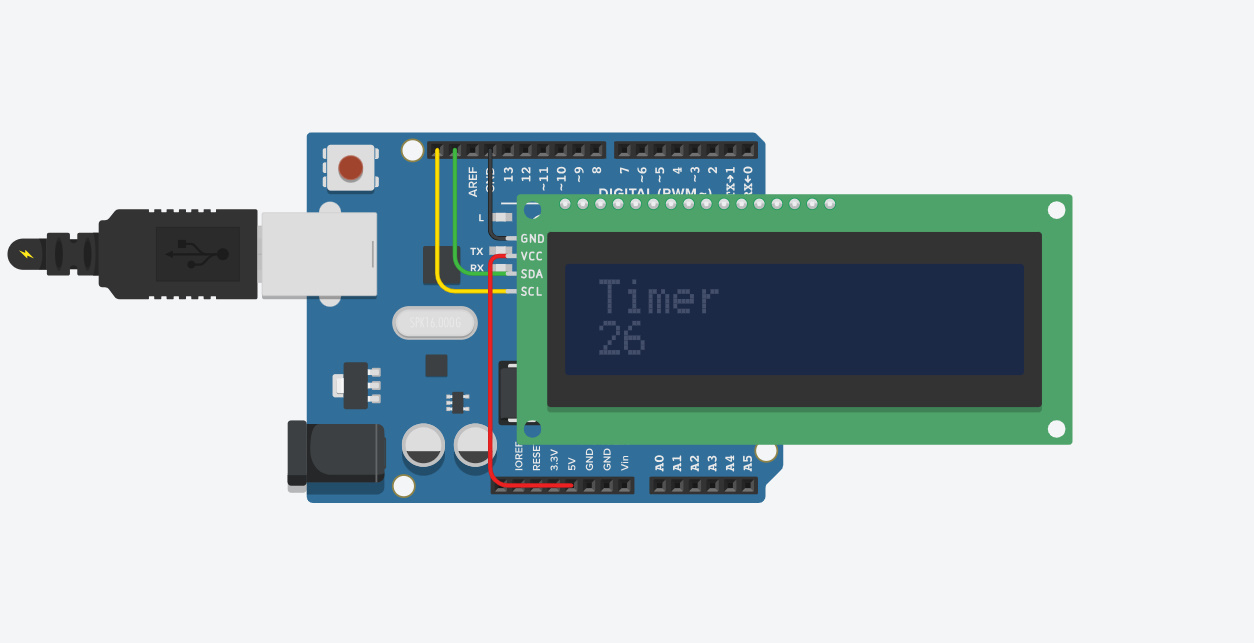 AREF
GND
13
12
~11
~10
~9
8
7
~6
~5
4
~3
2
TX→1
RX←0
DIGITAL (PWM~)
L
TX
RX
GND
VCC
SDA
SCL
Timer
26
SPK16.000G
IOREF
RESET
3.3V
5V
GND
GND
Vin
A0
A1
A2
A3
A4
A5